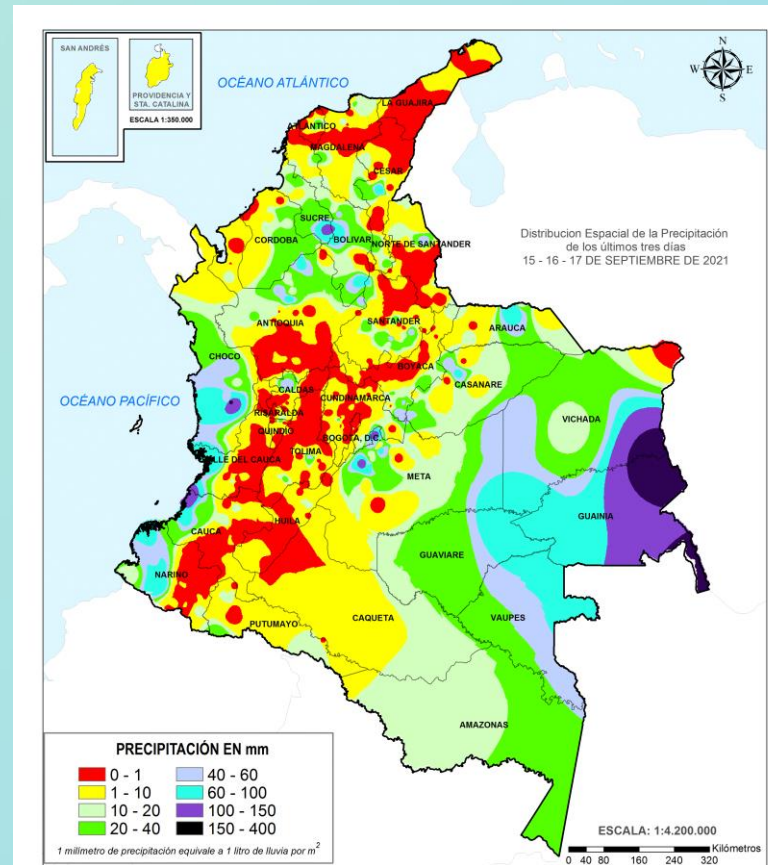 SAN ANDRÉS
PROVIDENCIA Y
STA. CATALINA
ESCALA 1:350.000
OCÉANO ATLÁNTICO
N
W
E
S
LA GUAJIRA
ATLÁNTICO
MAGDALENA
CESAR
SUCRE
CORDOBA
BOLIVAR
NORTE DE SANTANDER
Distribucion Espacial de la Precipitación
de los últimos tres días
15 - 16 - 17 DE SEPTIEMBRE DE 2021
ANTIOQUIA
SANTANDER
ARAUCA
CHOCO
BOYACA
CASANARE
OCÉANO PACÍFICO
CALDAS
CUNDINAMARCA
RISARALDA
VICHADA
QUINDIO
BOGOTA, D.C.
TOLIMA
VALLE DEL CAUCA
META
GUAINIA
HUILA
CAUCA
GUAVIARE
NARIÑO
CAQUETA
VAUPES
PUTUMAYO
AMAZONAS
PRECIPITACIÓN EN mm
0 - 1
40 - 60
1 - 10
60 - 100
10 - 20
100 - 150
20 - 40
150 - 400
1 milímetro de precipitación equivale a 1 litro de lluvia por m²
ESCALA: 1:4.200.000
Kilómetros
0 40 80 160 240 320